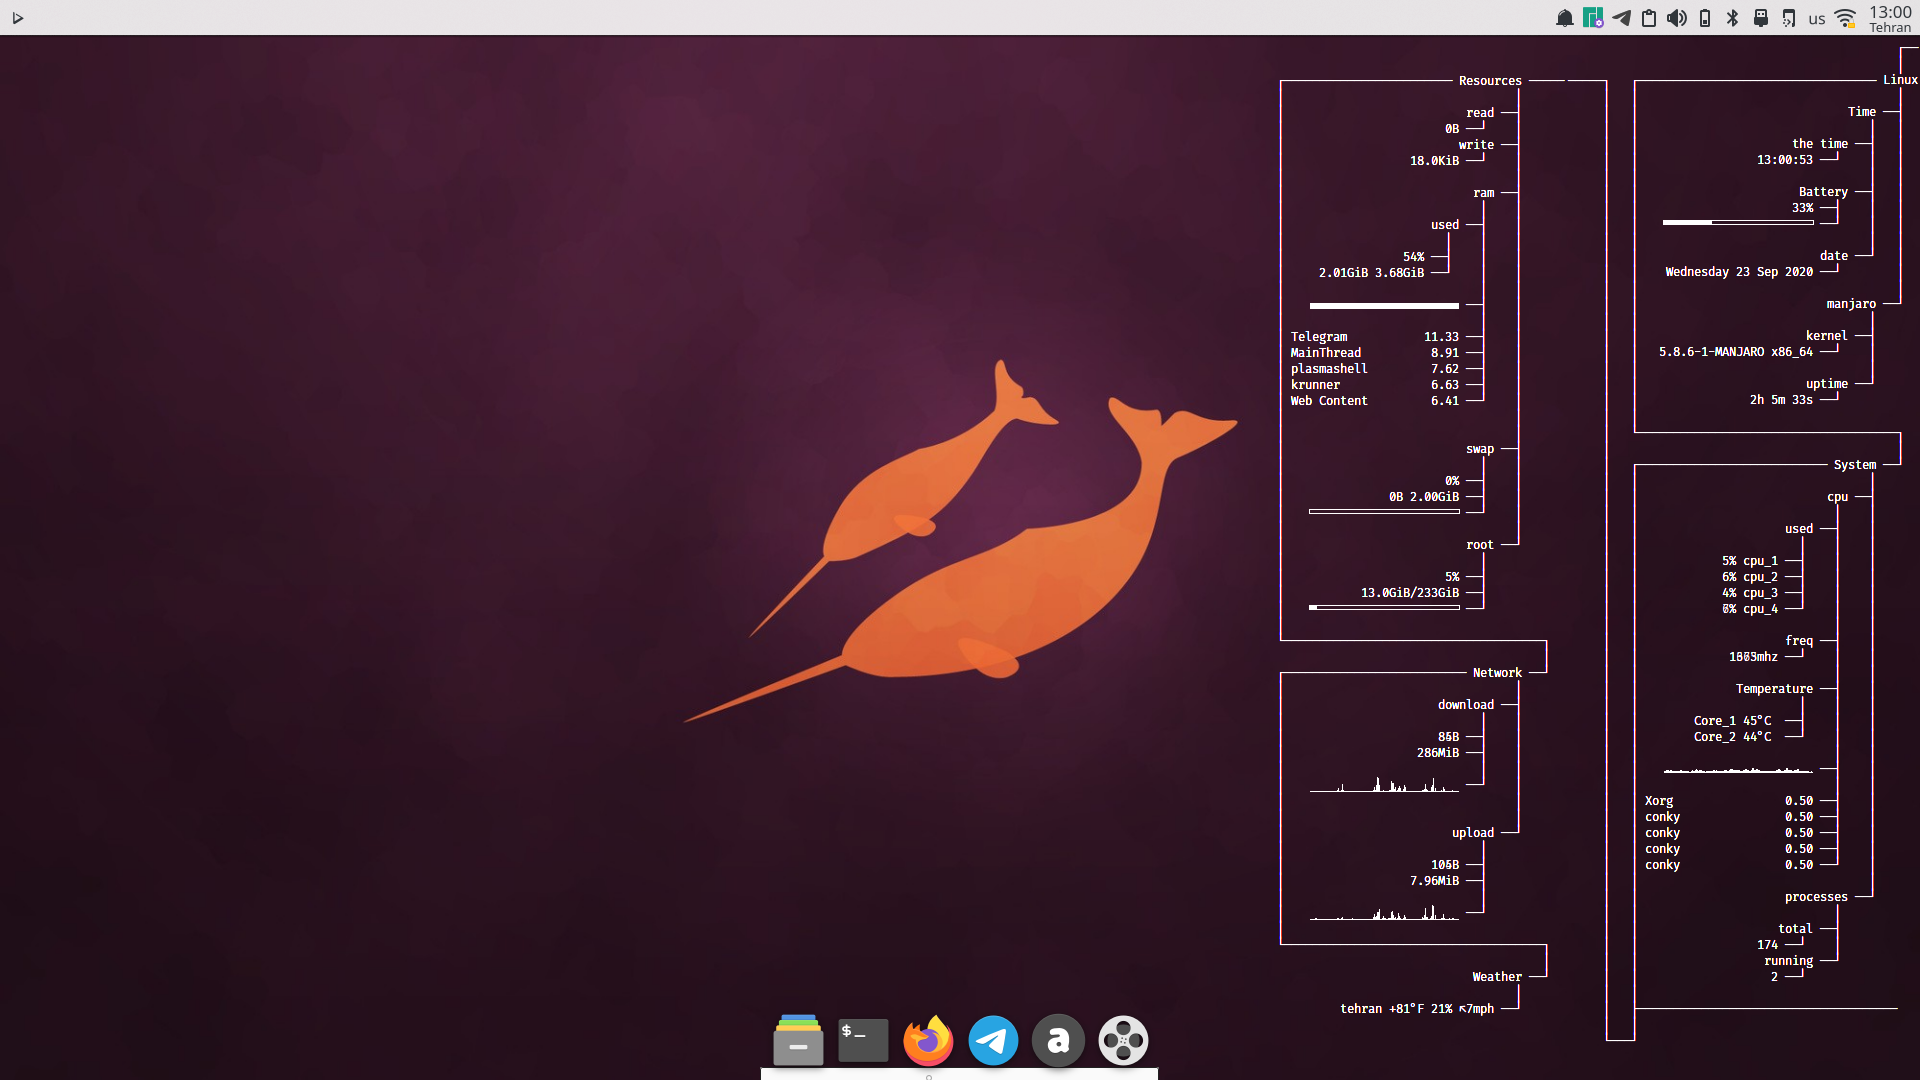 us
13:00
Tehran
Resources
read
0B
write
18.0KiB
ram
used
54%
2.01GiB 3.68GiB
Telegram 11.33
MainThread 8.91
plasmashell 7.62
krunner 6.63
Web Content 6.41
swap
0%
0B 2.00GiB
root
5%
13.0GiB/233GiB
Network
download
286MiB
upload
7.96MiB
Weather
tehran +81°F 21% ↖7mph
Linux
Time
the time
13:00:53
Battery
33%
date
Wednesday 23 Sep 2020
manjaro
kernel
5.8.6-1-MANJARO x86_64
uptime
2h 5m 33s
System
cpu
used
5% cpu_1
6% cpu_2
4% cpu_3
cpu_4
freq
Temperature
Core_1 45°C
Core_2 44°C
Xorg 0.50
conky 0.50
conky 0.50
conky 0.50
conky 0.50
processes
total
174
running
2
$_
a